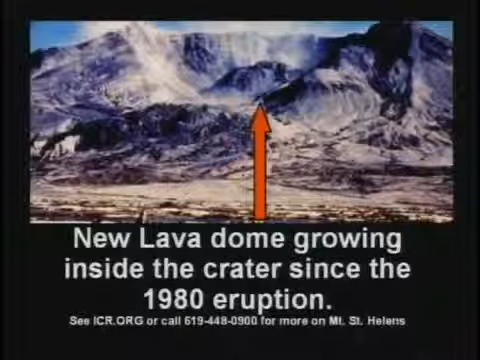 New Lava dome growing
inside the crater since the
1980 eruption.
See ICR.ORG or call 619-448-0900 for more on Mt. St. Helens